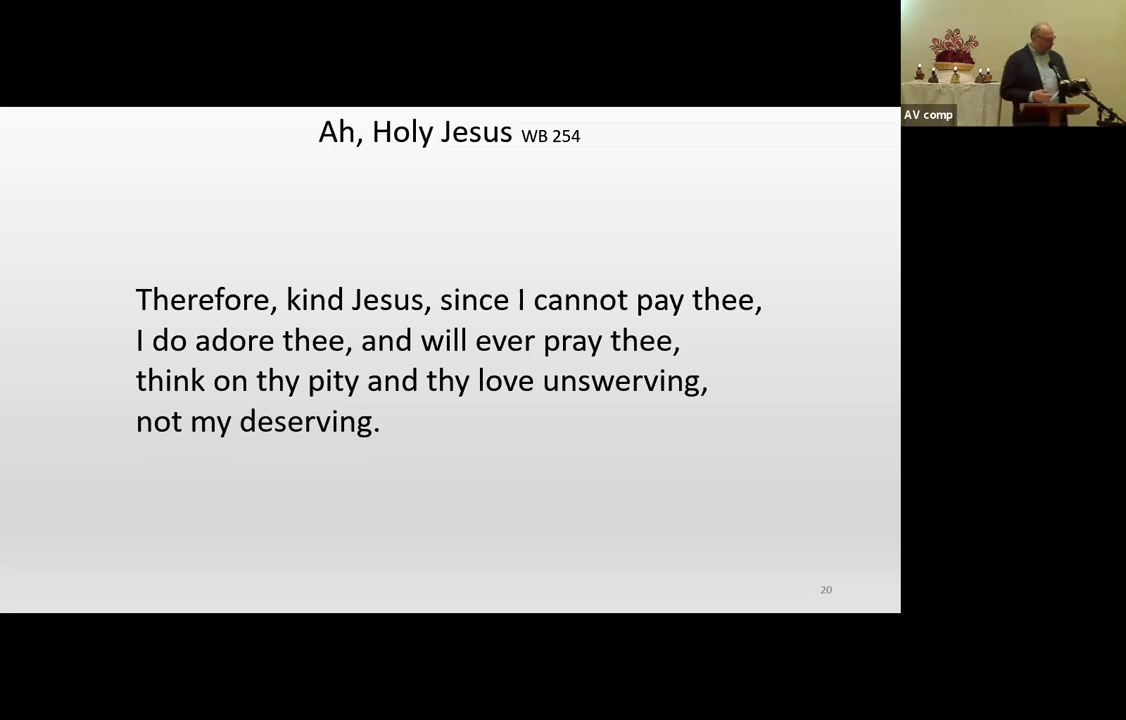 Ah, Holy Jesus WB 254
AV comp
Therefore, kind Jesus, since I cannot pay thee,
I do adore thee, and will ever pray thee,
think on thy pity and thy love unswerving,
not my deserving.
20